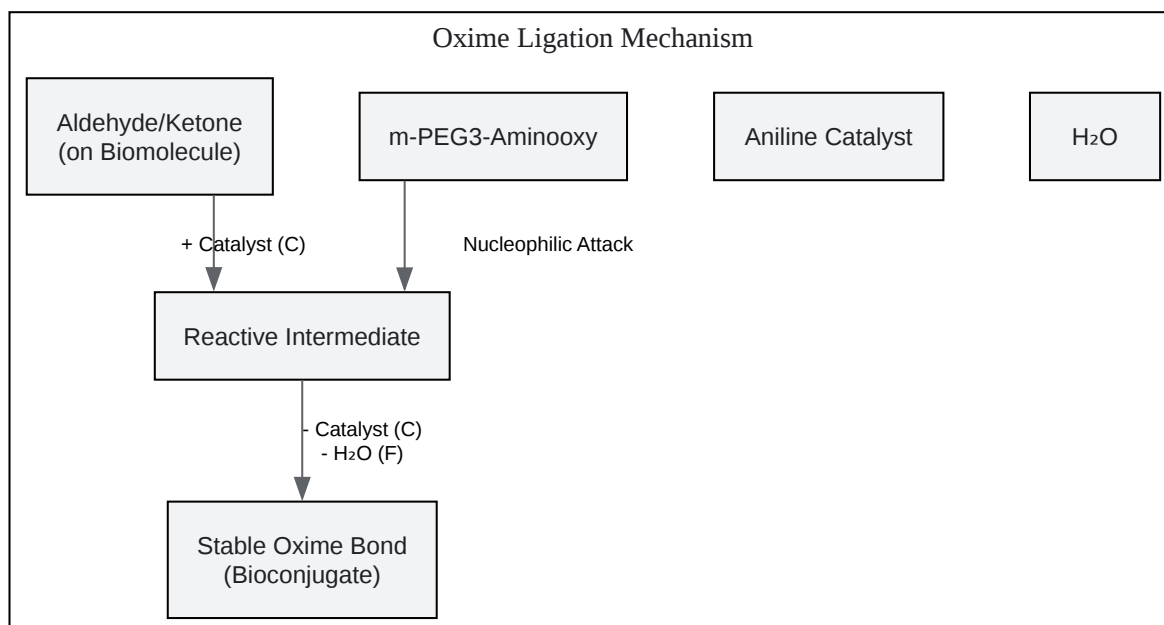 Oxime Ligation Mechanism
Aldehyde/Ketone
(on Biomolecule)
m-PEG3-Aminooxy
Aniline Catalyst
H₂O
+ Catalyst (C)
Nucleophilic Attack
Reactive Intermediate
- Catalyst (C)
- H₂O (F)
Stable Oxime Bond
(Bioconjugate)